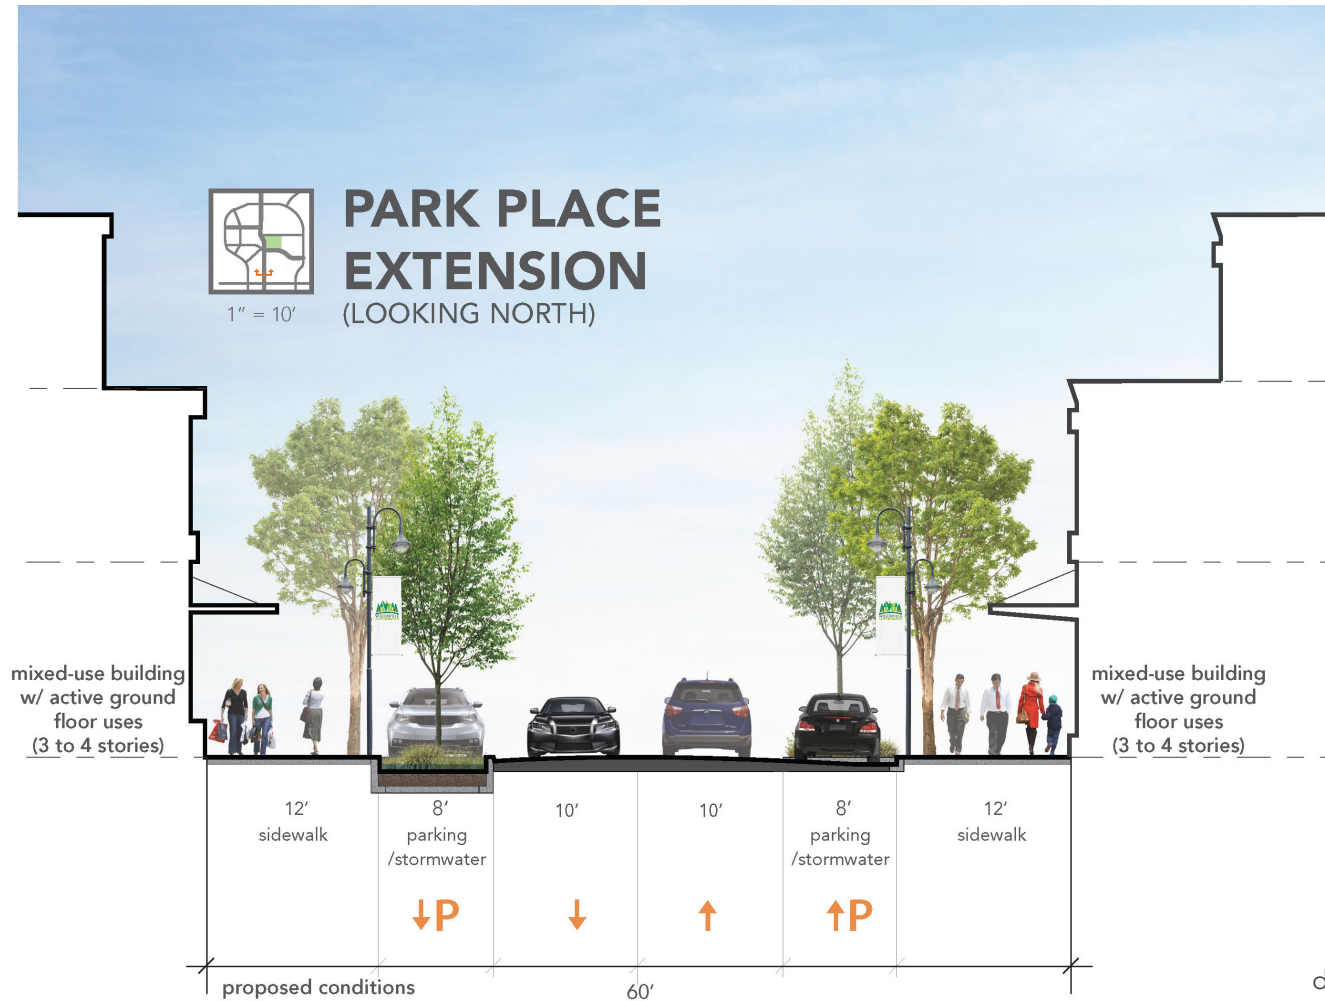 PARK PLACE
EXTENSION
(LOOKING NORTH)
1" = 10'
mixed-use building
w/ active ground
floor uses
(3 to 4 stories)
mixed-use building
w/ active ground
floor uses
(3 to 4 stories)
12'
sidewalk
8'
parking
/stormwater
10'
10'
8'
parking
/stormwater
12'
sidewalk
↓P
↓
↑
↑P
proposed conditions
60'
d